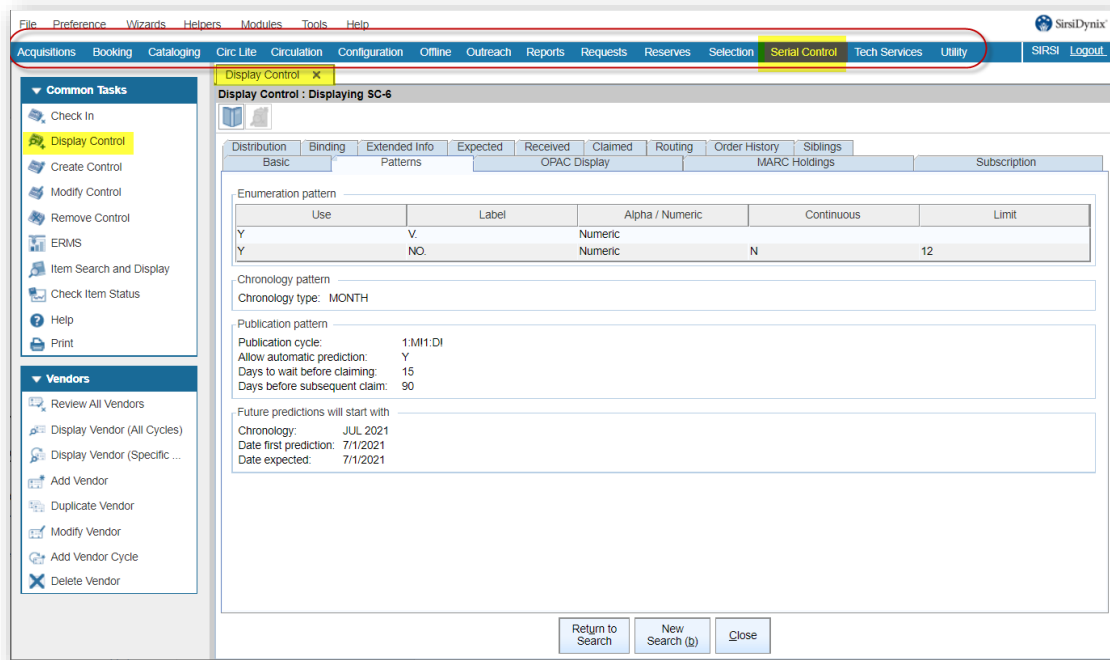 File Preference Wizards Helpers Modules Tools Help
SirsiDynix
Acquisitions Booking Cataloging Circ Lite Circulation Configuration Offline Outreach Reports Requests Reserves Selection Serial Control Tech Services Utility SIRSI Logout
Common Tasks
Check In
Display Control
Create Control
Modify Control
Remove Control
ERMS
Item Search and Display
Check Item Status
Help
Print
Vendors
Review All Vendors
Display Vendor (All Cycles)
Display Vendor (Specific ...
Add Vendor
Duplicate Vendor
Modify Vendor
Add Vendor Cycle
Delete Vendor
Display Control X
Display Control : Displaying SC-6
Distribution Binding Extended Info Expected Received Claimed Routing Order History Siblings
Basic Patterns OPAC Display MARC Holdings Subscription
Enumeration pattern
Use Label Alpha / Numeric Continuous Limit
Y V. Numeric
Y NO. Numeric N 12
Chronology pattern
Chronology type: MONTH
Publication pattern
Publication cycle: 1:M!1:D!
Allow automatic prediction: Y
Days to wait before claiming: 15
Days before subsequent claim: 90
Future predictions will start with
Chronology: JUL 2021
Date first prediction: 7/1/2021
Date expected: 7/1/2021
Return to Search
New Search (b)
Close